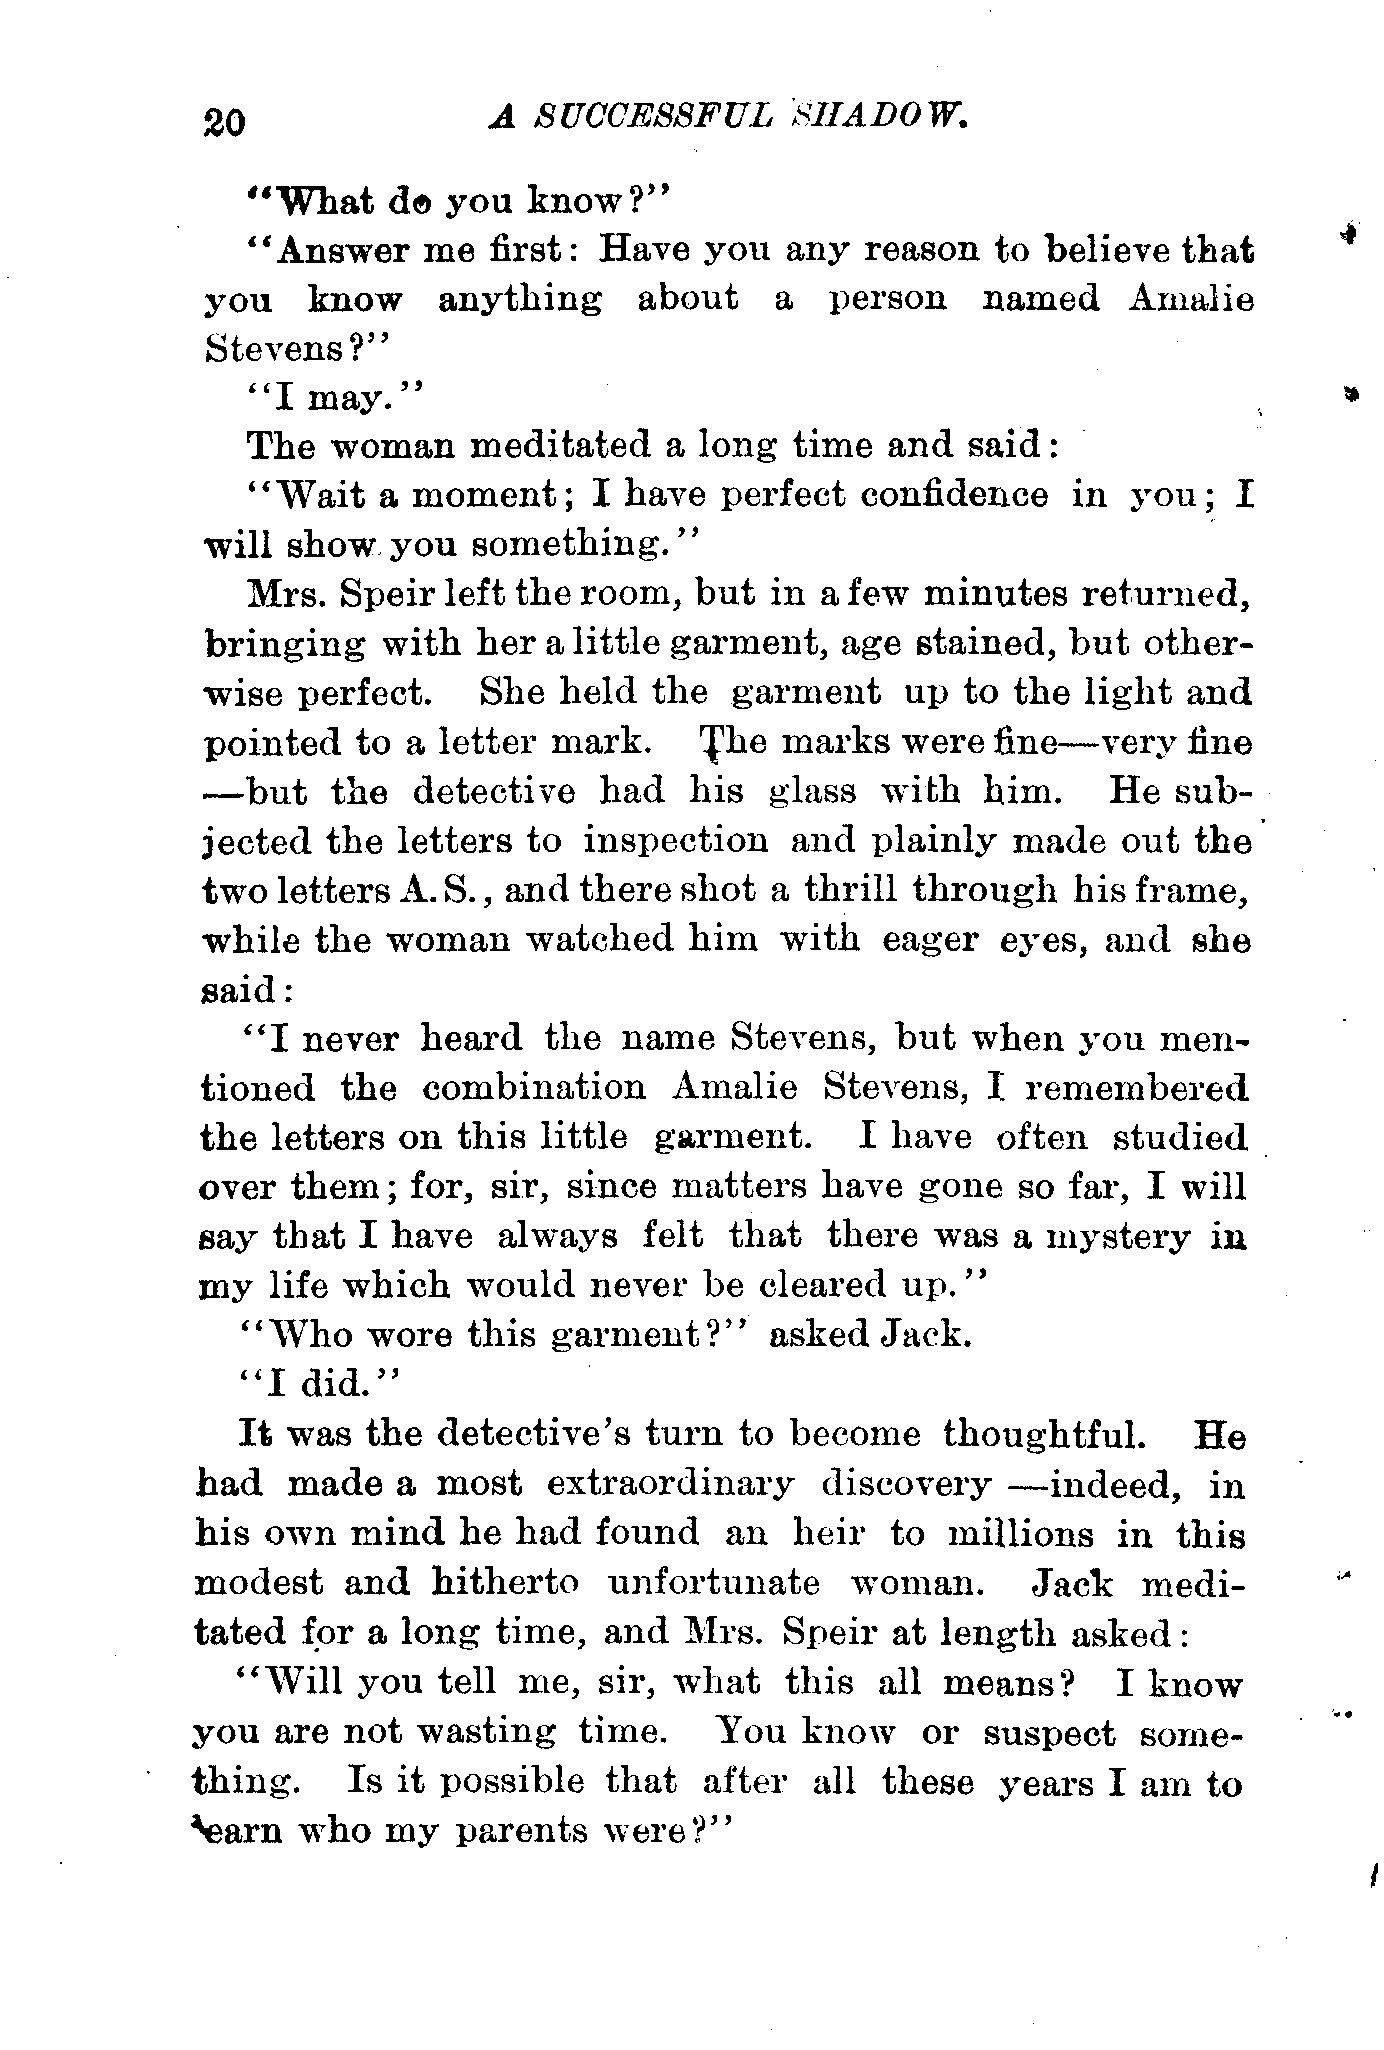 20 A SUCCESSFUL SHADOW.
"What do you know?"
"Answer me first: Have you any reason to believe that
you know anything about a person named Amalie
Stevens?"
"I may."
The woman meditated a long time and said:
"Wait a moment; I have perfect confidence in you; I
will show you something."
Mrs. Speir left the room, but in a few minutes returned,
bringing with her a little garment, age stained, but other-
wise perfect. She held the garment up to the light and
pointed to a letter mark. The marks were fine—very fine
—but the detective had his glass with him. He sub-
jected the letters to inspection and plainly made out the
two letters A. S., and there shot a thrill through his frame,
while the woman watched him with eager eyes, and she
said:
"I never heard the name Stevens, but when you men-
tioned the combination Amalie Stevens, I remembered
the letters on this little garment. I have often studied
over them; for, sir, since matters have gone so far, I will
say that I have always felt that there was a mystery in
my life which would never be cleared up."
"Who wore this garment?" asked Jack.
"I did."
It was the detective's turn to become thoughtful. He
had made a most extraordinary discovery—indeed, in
his own mind he had found an heir to millions in this
modest and hitherto unfortunate woman. Jack medi-
tated for a long time, and Mrs. Speir at length asked:
"Will you tell me, sir, what this all means? I know
you are not wasting time. You know or suspect some-
thing. Is it possible that after all these years I am to
learn who my parents were?"